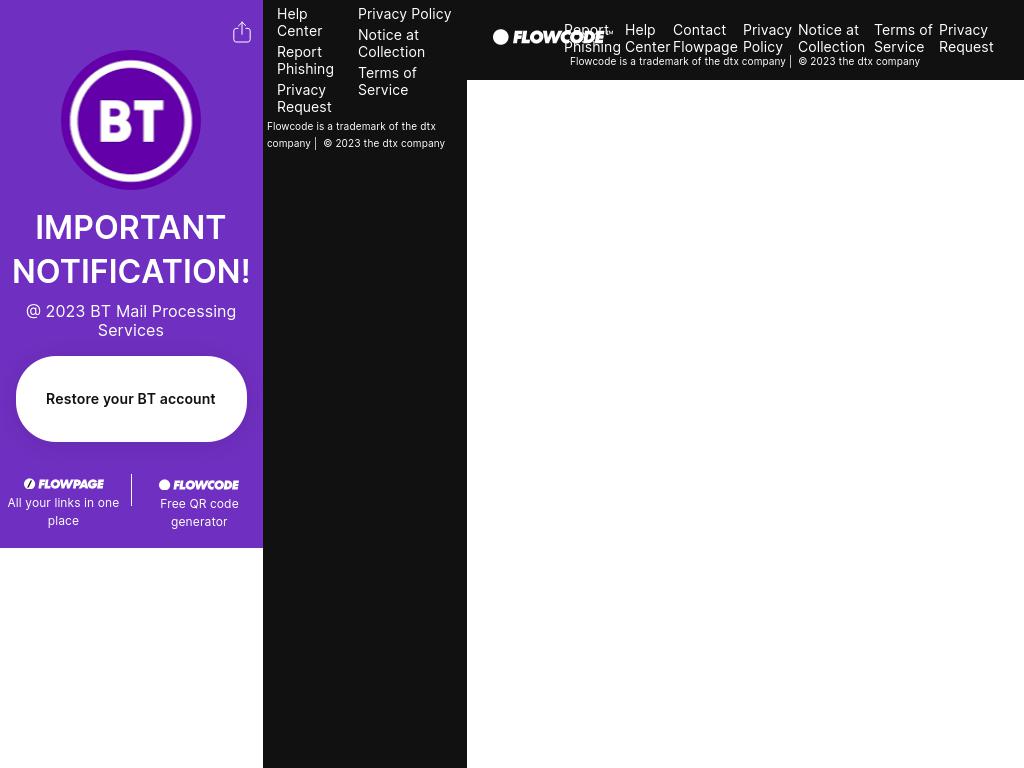 BT
IMPORTANT
NOTIFICATION!
@ 2023 BT Mail Processing
Services
Restore your BT account
FLOWPAGE
All your links in one
place
FLOWCODE
Free QR code
generator
Help
Center
Report
Phishing
Privacy
Request
Privacy Policy
Notice at
Collection
Terms of
Service
Flowcode is a trademark of the dtx
company | © 2023 the dtx company
FLOWCODE™
Report
Phishing
Help
Center
Contact
Flowpage
Privacy
Policy
Notice at
Collection
Terms of
Service
Privacy
Request
Flowcode is a trademark of the dtx company | © 2023 the dtx company